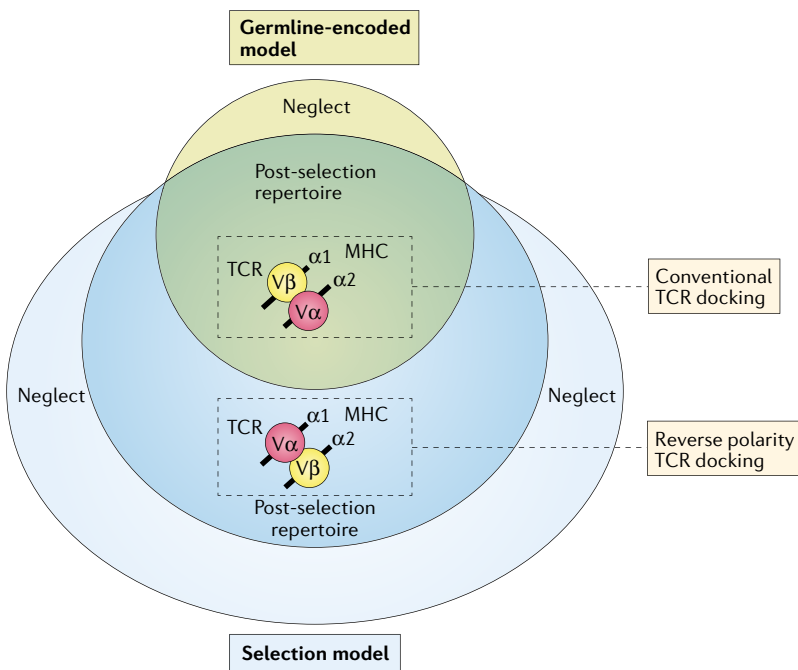 Germline-encoded
model
Neglect
Post-selection
repertoire
TCR
α1
MHC
Vβ
α2
Vα
Conventional
TCR docking
Neglect
Neglect
TCR
α1
MHC
Vα
α2
Vβ
Reverse polarity
TCR docking
Post-selection
repertoire
Selection model